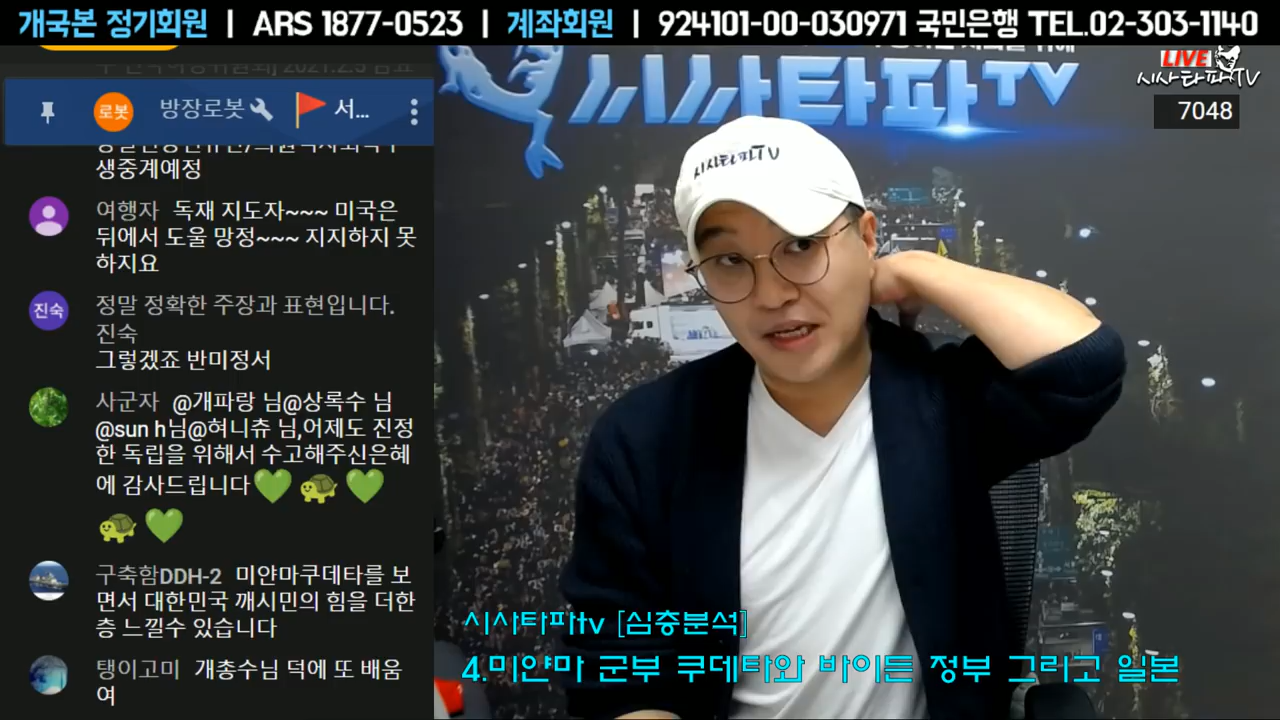 개국본 정기회원 | ARS 1877-0523 | 계좌회원 | 924101-00-030971 국민은행 TEL.02-303-1140
로봇 방장로봇 서...
생중계예정
여행자 독재 지도자~~~ 미국은
뒤에서 도울 망정~~~ 지지하지 못
하지요
진숙
정말 정확한 주장과 표현입니다.
진숙
그렇겠죠 반미정서
사군자 @개파랑 님@상록수 님
@sun h님@허니츄 님,어제도 진정
한 독립을 위해서 수고해주신은혜
에 감사드립니다💚🐢💚
🐢💚
구축함DDH-2 미얀마쿠데타를 보
면서 대한민국 깨시민의 힘을 더한
층 느낄수 있습니다
탱이고미 개총수님 덕에 또 배움
여
시사타파TV
LIVE
시사타파TV
7048
시사타파TV
시사타파tv [심층분석]
4.미얀마 군부 쿠데타와 바이든 정부 그리고 일본